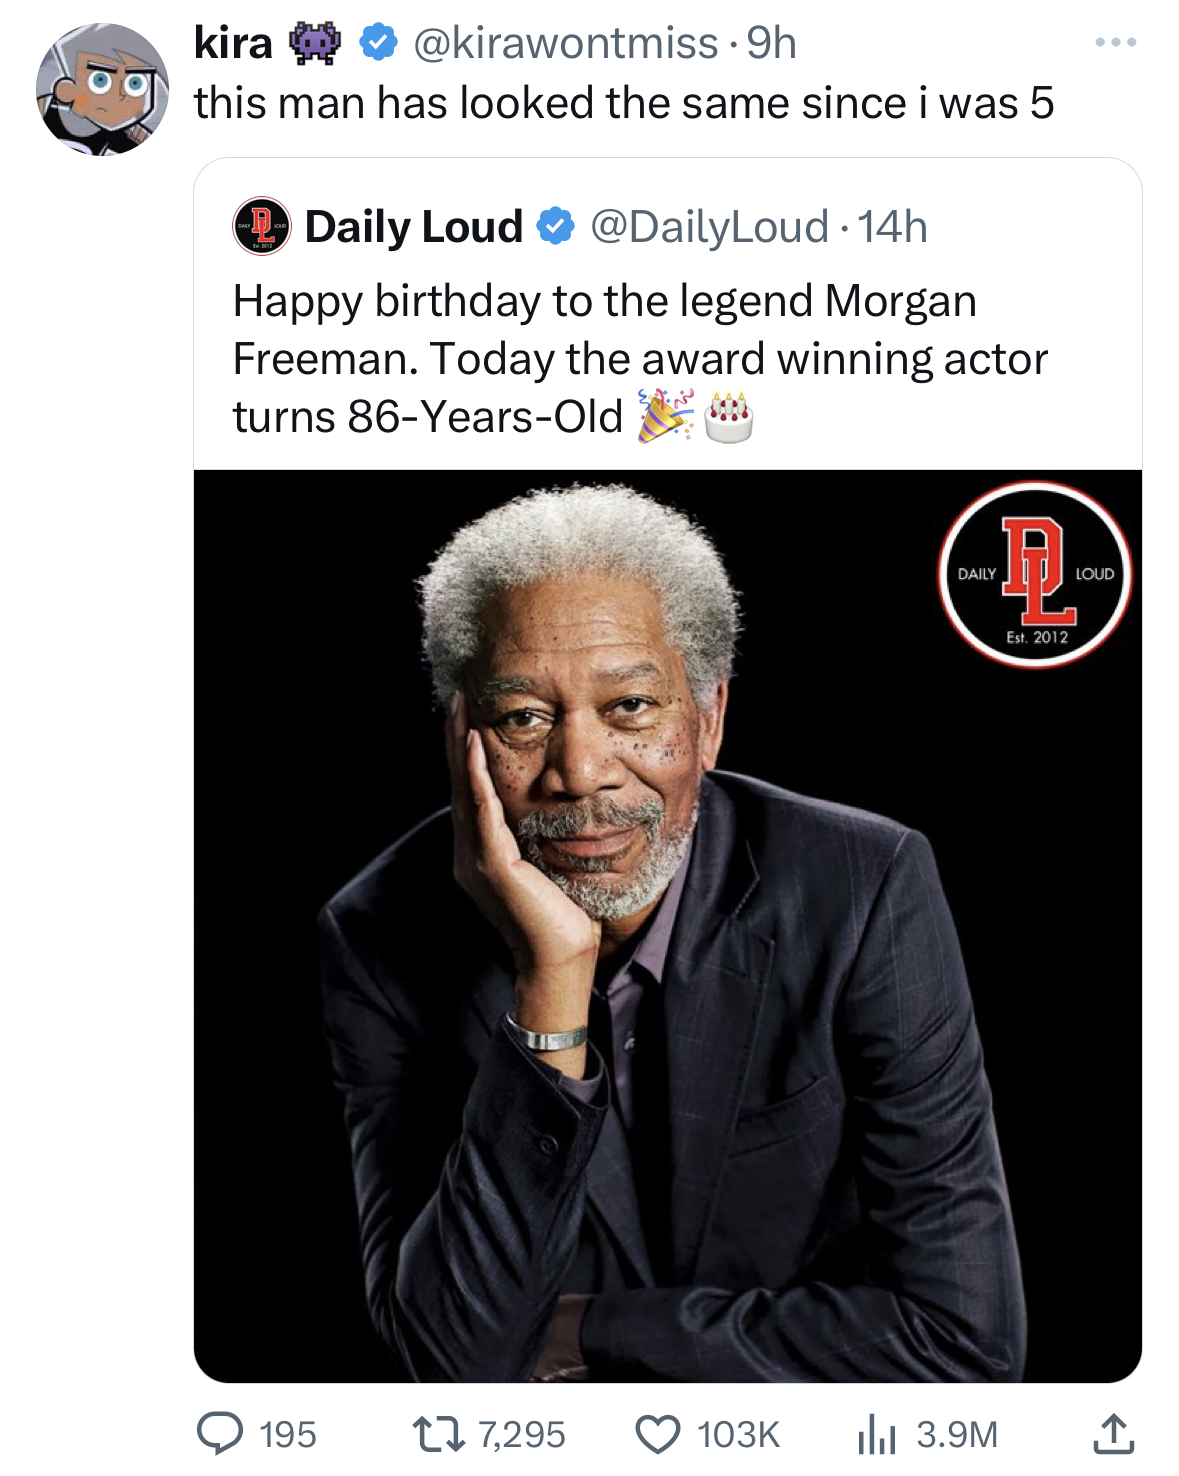 kira 👾 @kirawontmiss · 9h
this man has looked the same since i was 5
Daily Loud @DailyLoud · 14h
Happy birthday to the legend Morgan
Freeman. Today the award winning actor
turns 86-Years-Old 🎉🎂
DAILY DL LOUD
Est. 2012
195 7,295 103K 3.9M